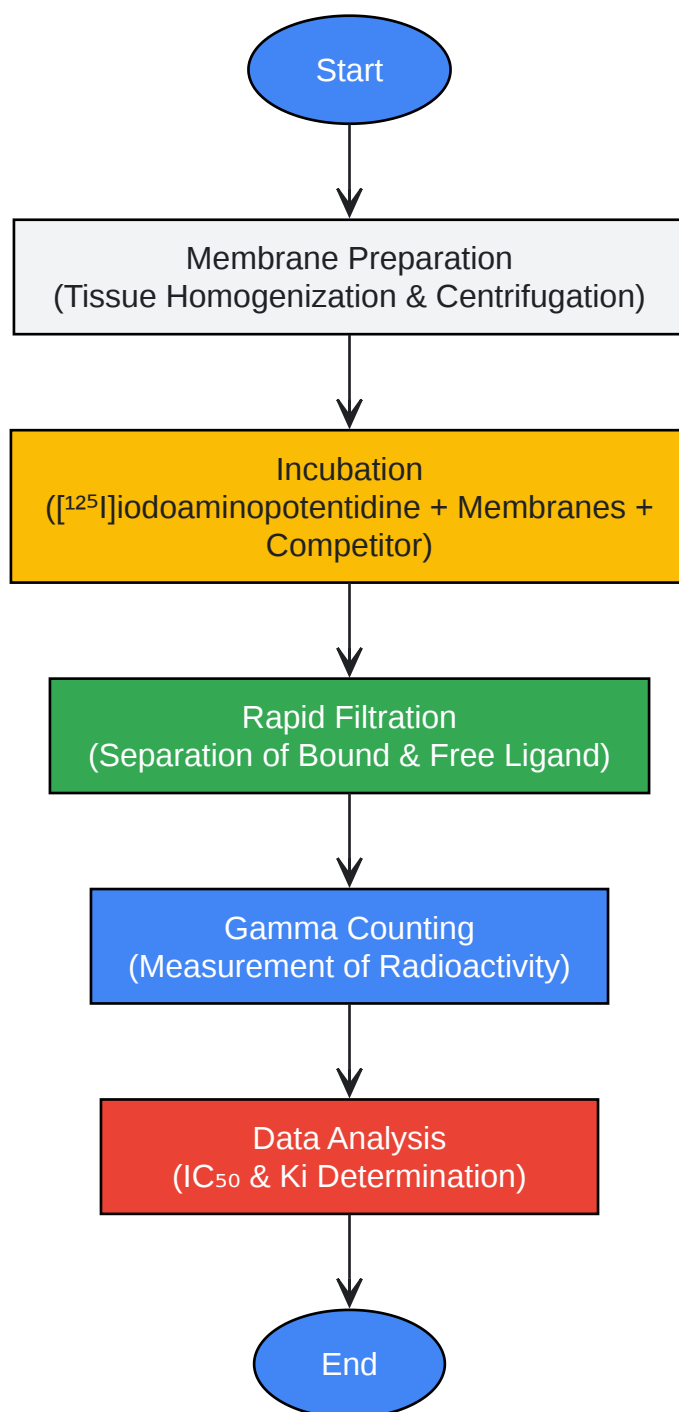 Start
Membrane Preparation
(Tissue Homogenization & Centrifugation)
Incubation
([¹²⁵I]iodoaminopotentidine + Membranes +
Competitor)
Rapid Filtration
(Separation of Bound & Free Ligand)
Gamma Counting
(Measurement of Radioactivity)
Data Analysis
(IC₅₀ & Ki Determination)
End